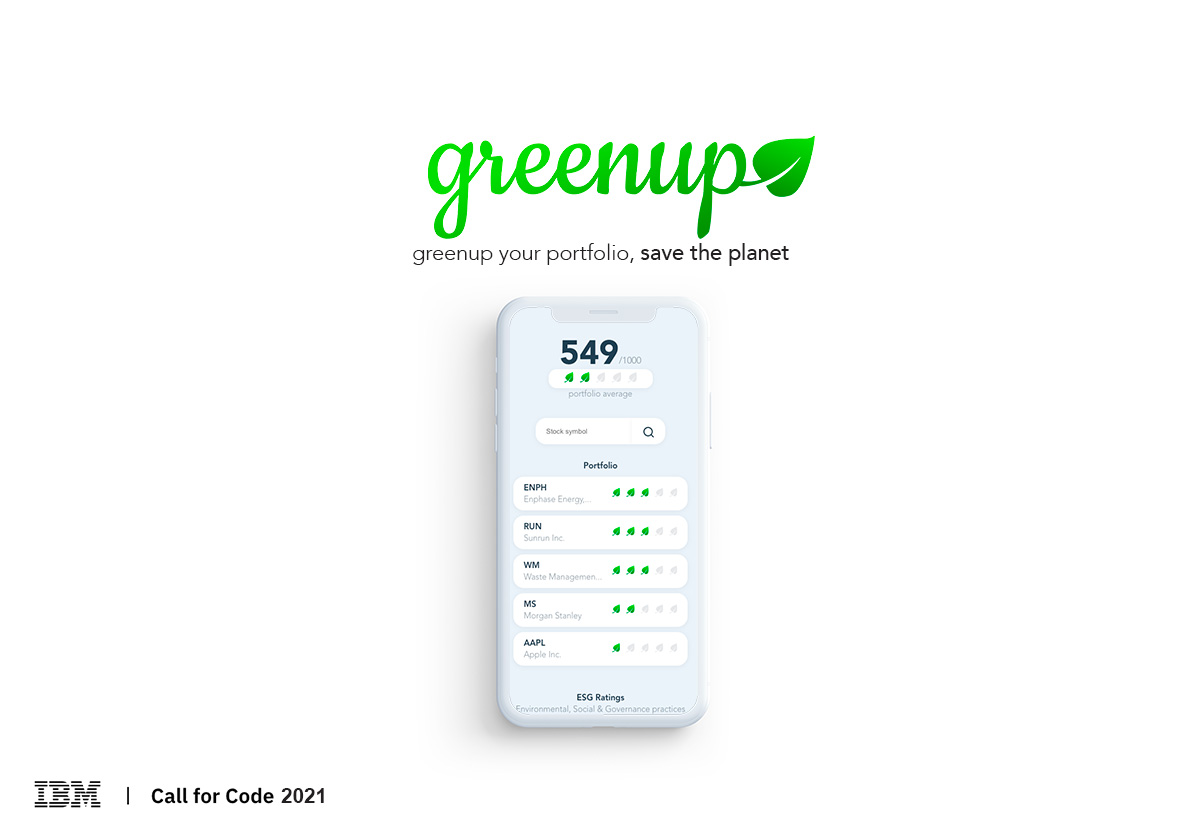 greenup
greenup your portfolio, save the planet
549/1000
portfolio average
Stock symbol
Portfolio
ENPH
Enphase Energy,...
RUN
Sunrun Inc.
WM
Waste Managemen...
MS
Morgan Stanley
AAPL
Apple Inc.
ESG Ratings
Environmental, Social & Governance practices
IBM | Call for Code 2021